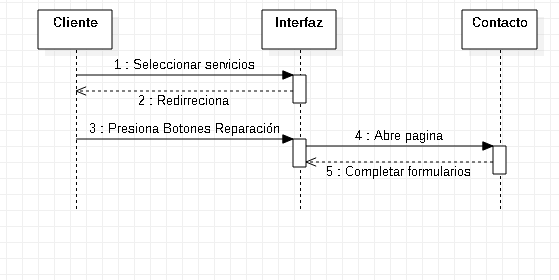 Cliente
Interfaz
Contacto
1 : Seleccionar servicios
2 : Redirreciona
3 : Presiona Botones Reparación
4 : Abre pagina
5 : Completar formularios